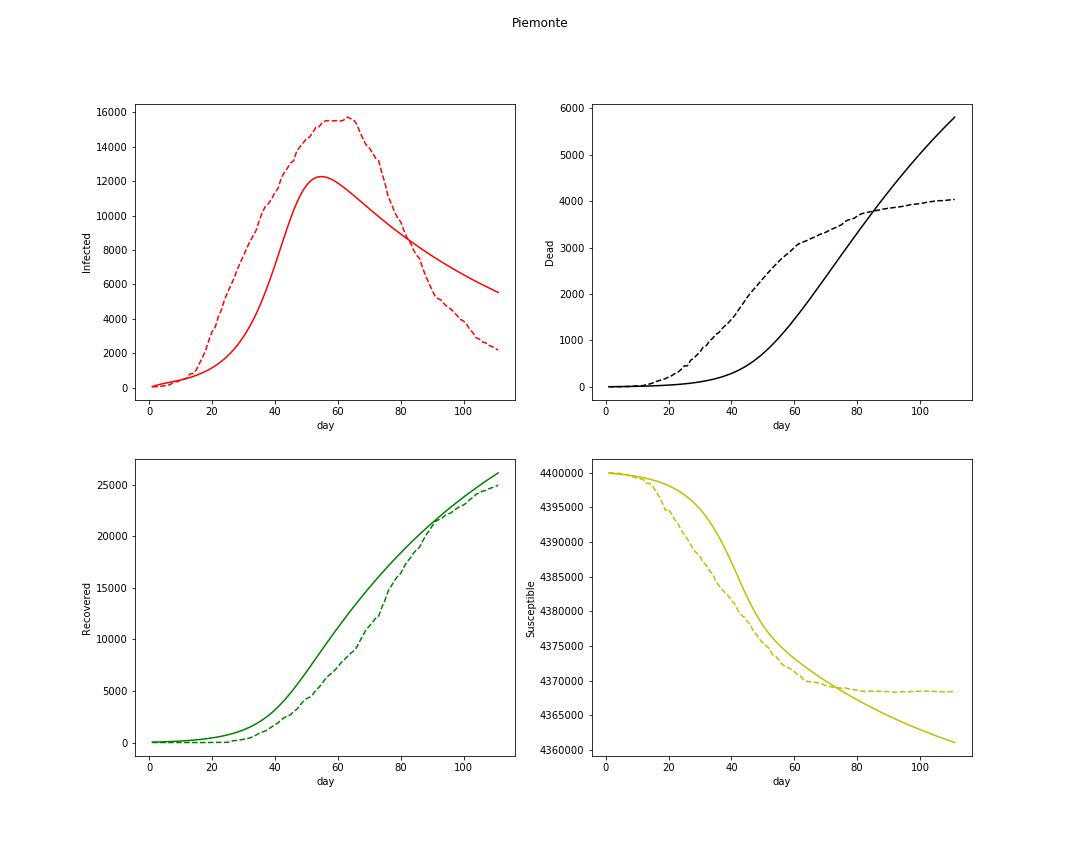 Piemonte
16000
14000
12000
10000
8000
6000
4000
2000
0
Infected
0 20 40 60 80 100
day
6000
5000
4000
3000
2000
1000
0
Dead
0 20 40 60 80 100
day
25000
20000
15000
10000
5000
0
Recovered
0 20 40 60 80 100
day
4400000
4395000
4390000
4385000
4380000
4375000
4370000
4365000
4360000
Susceptible
0 20 40 60 80 100
day